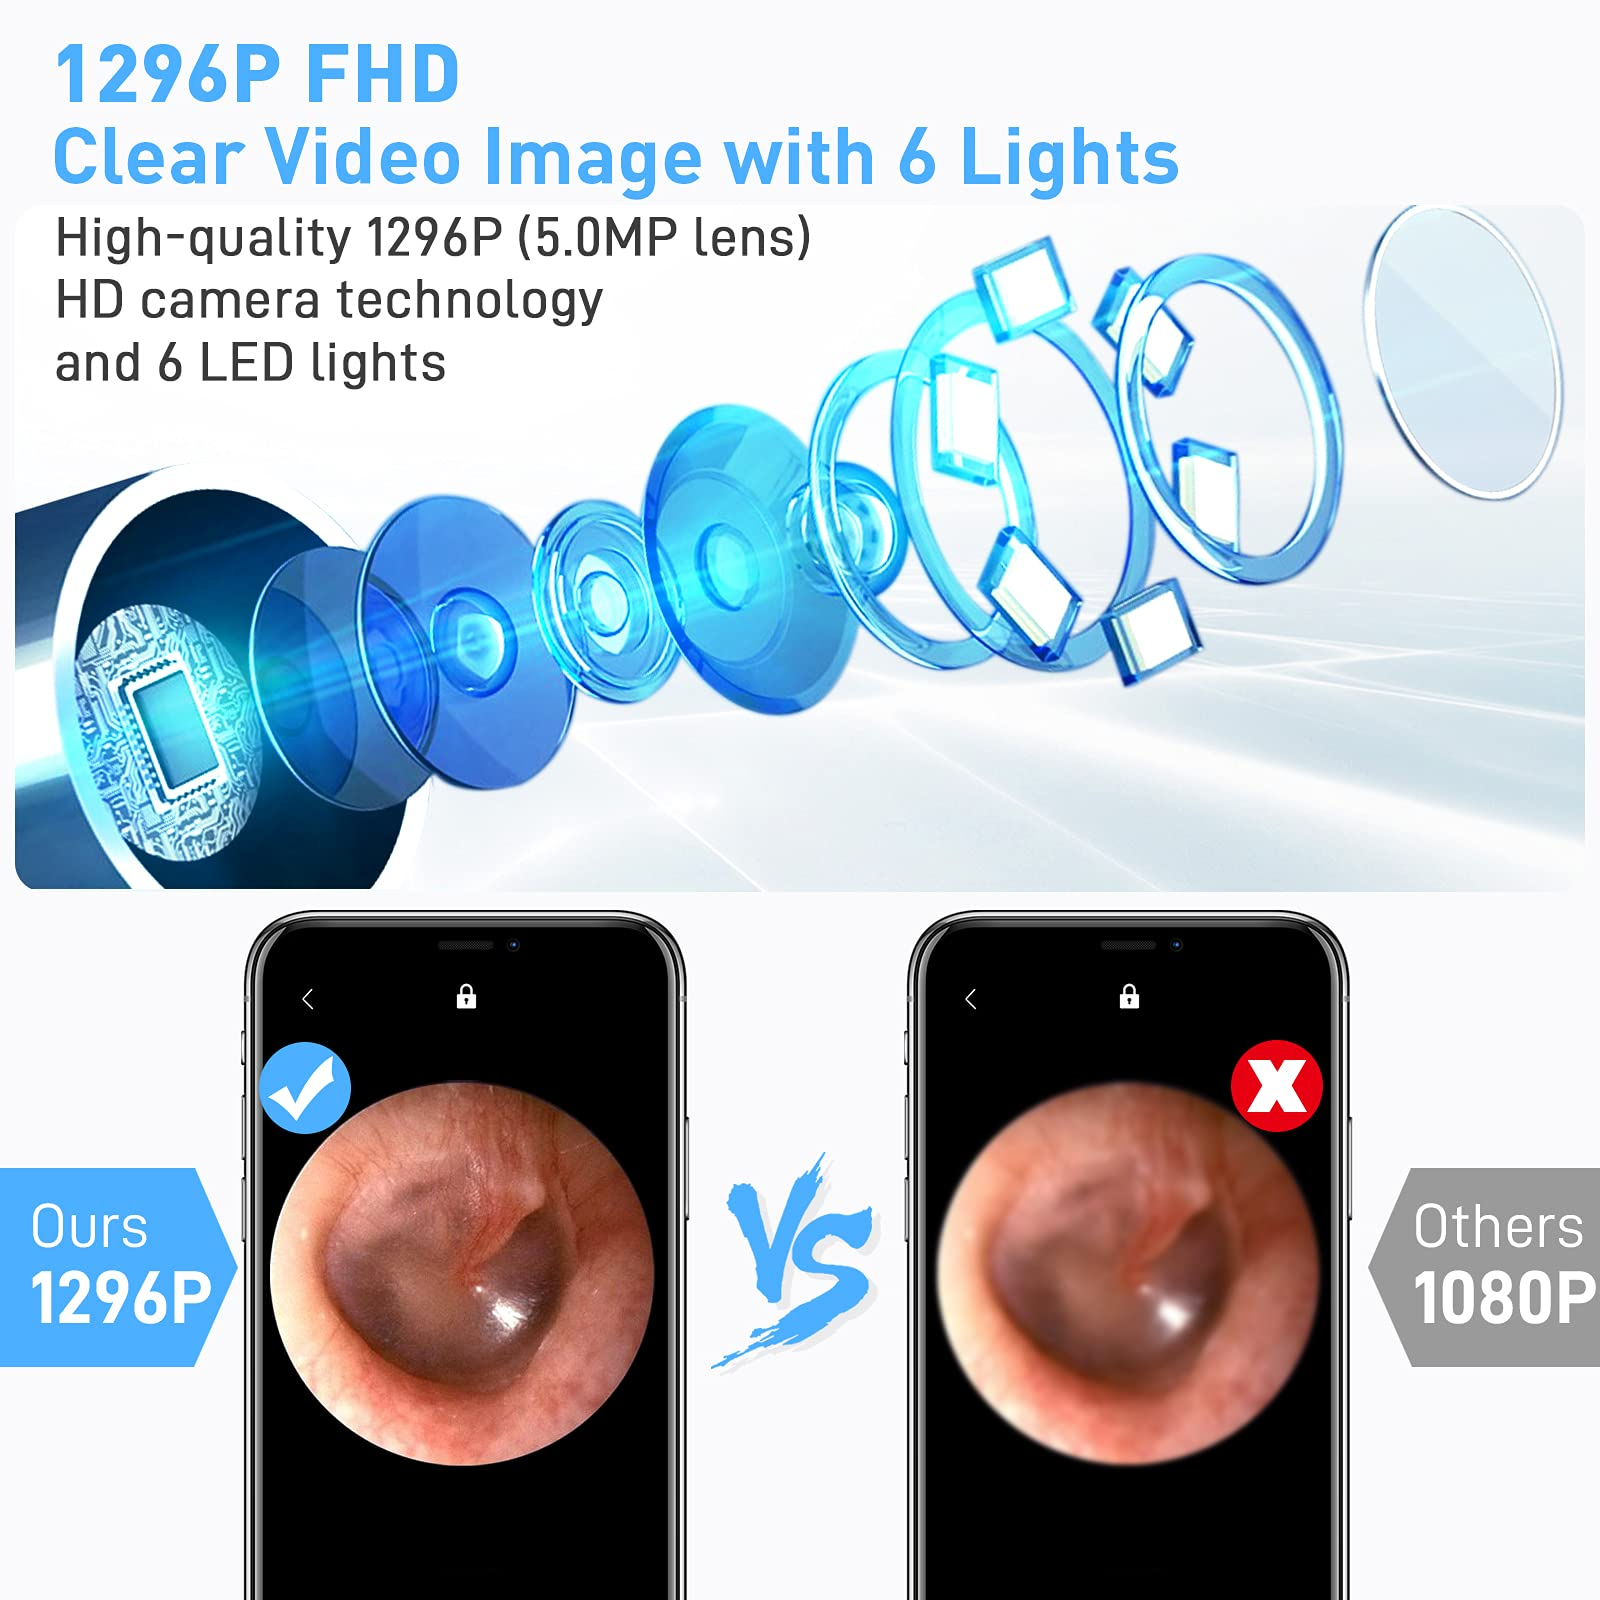 1296P FHD
Clear Video Image with 6 Lights
High-quality 1296P (5.0MP lens)
HD camera technology
and 6 LED lights
Ours
1296P
VS
Others
1080P